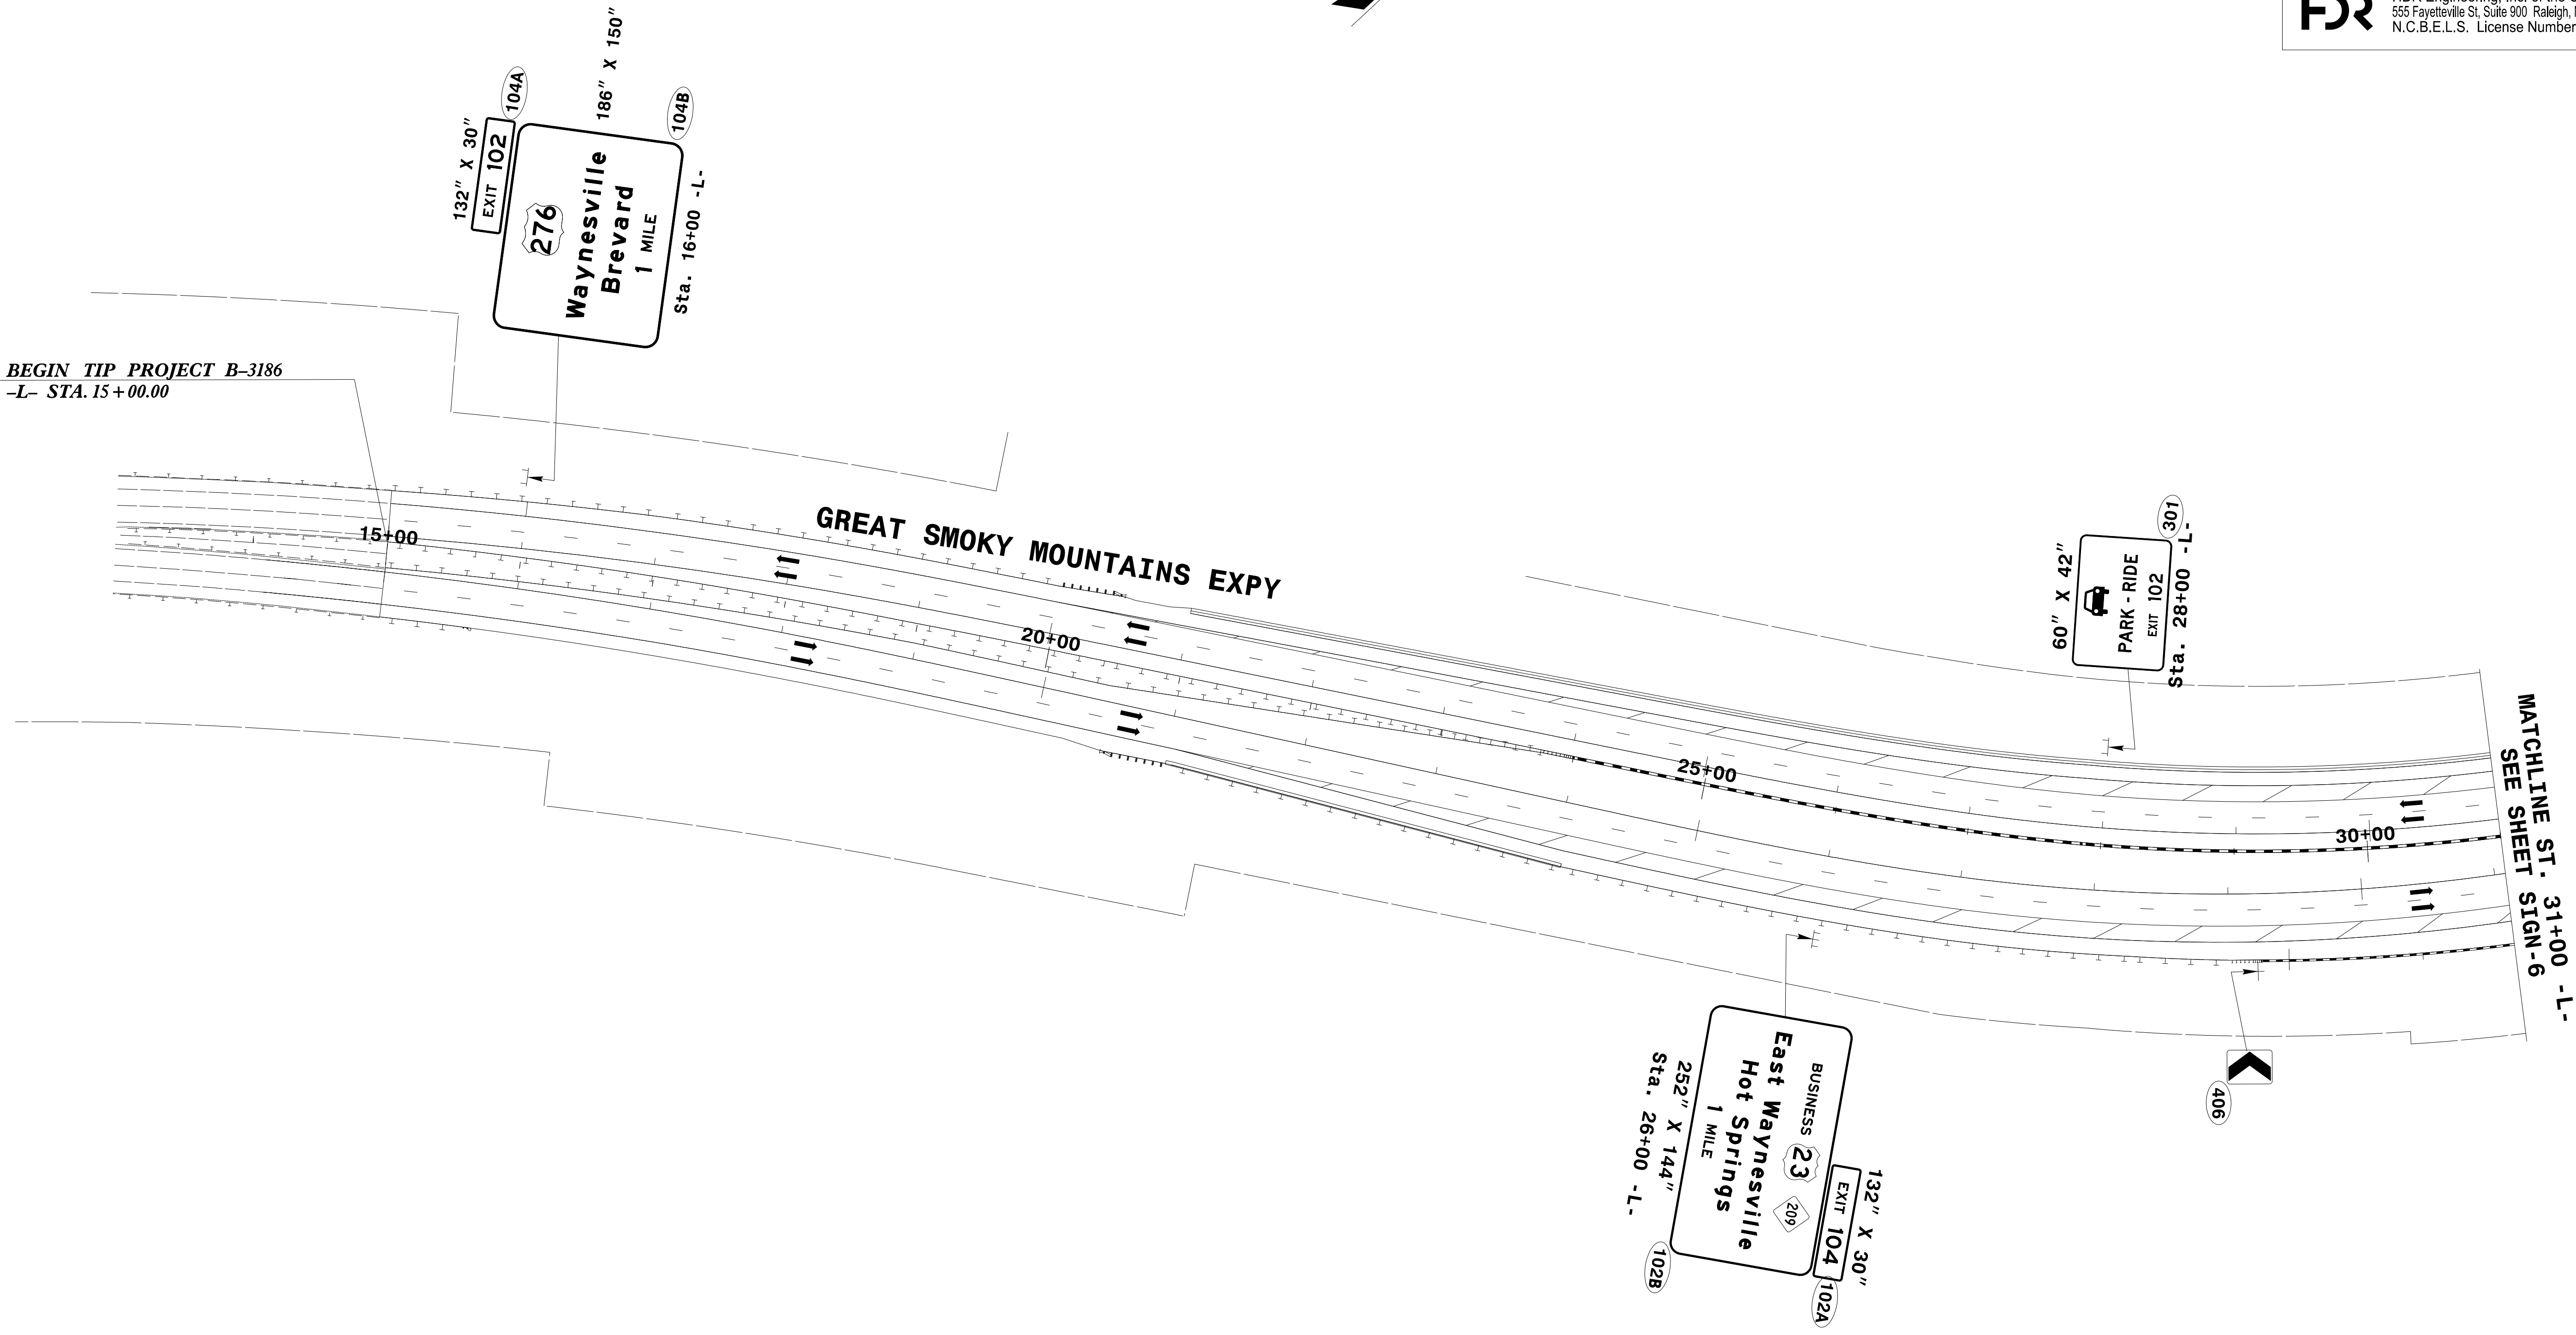 HDR
555 Fayetteville St, Suite 900 Raleigh,
N.C.B.E.L.S. License Number
186" X 150"
104A
104B
132" X 30"
EXIT 102
276
Waynesville
Brevard
1 MILE
Sta. 16+00 -L-
BEGIN TIP PROJECT B-3186
-L- STA. 15+00.00
15+00
GREAT SMOKY MOUNTAINS EXPY
20+00
25+00
30+00
301
60" X 42"
PARK - RIDE
EXIT 102
Sta. 28+00 -L-
MATCHLINE ST. 31+00 -L-
SEE SHEET SIGN-6
132" X 30"
EXIT 104
102A
BUSINESS 23 209
East Waynesville
Hot Springs
1 MILE
252" X 144"
Sta. 26+00 -L-
102B
406